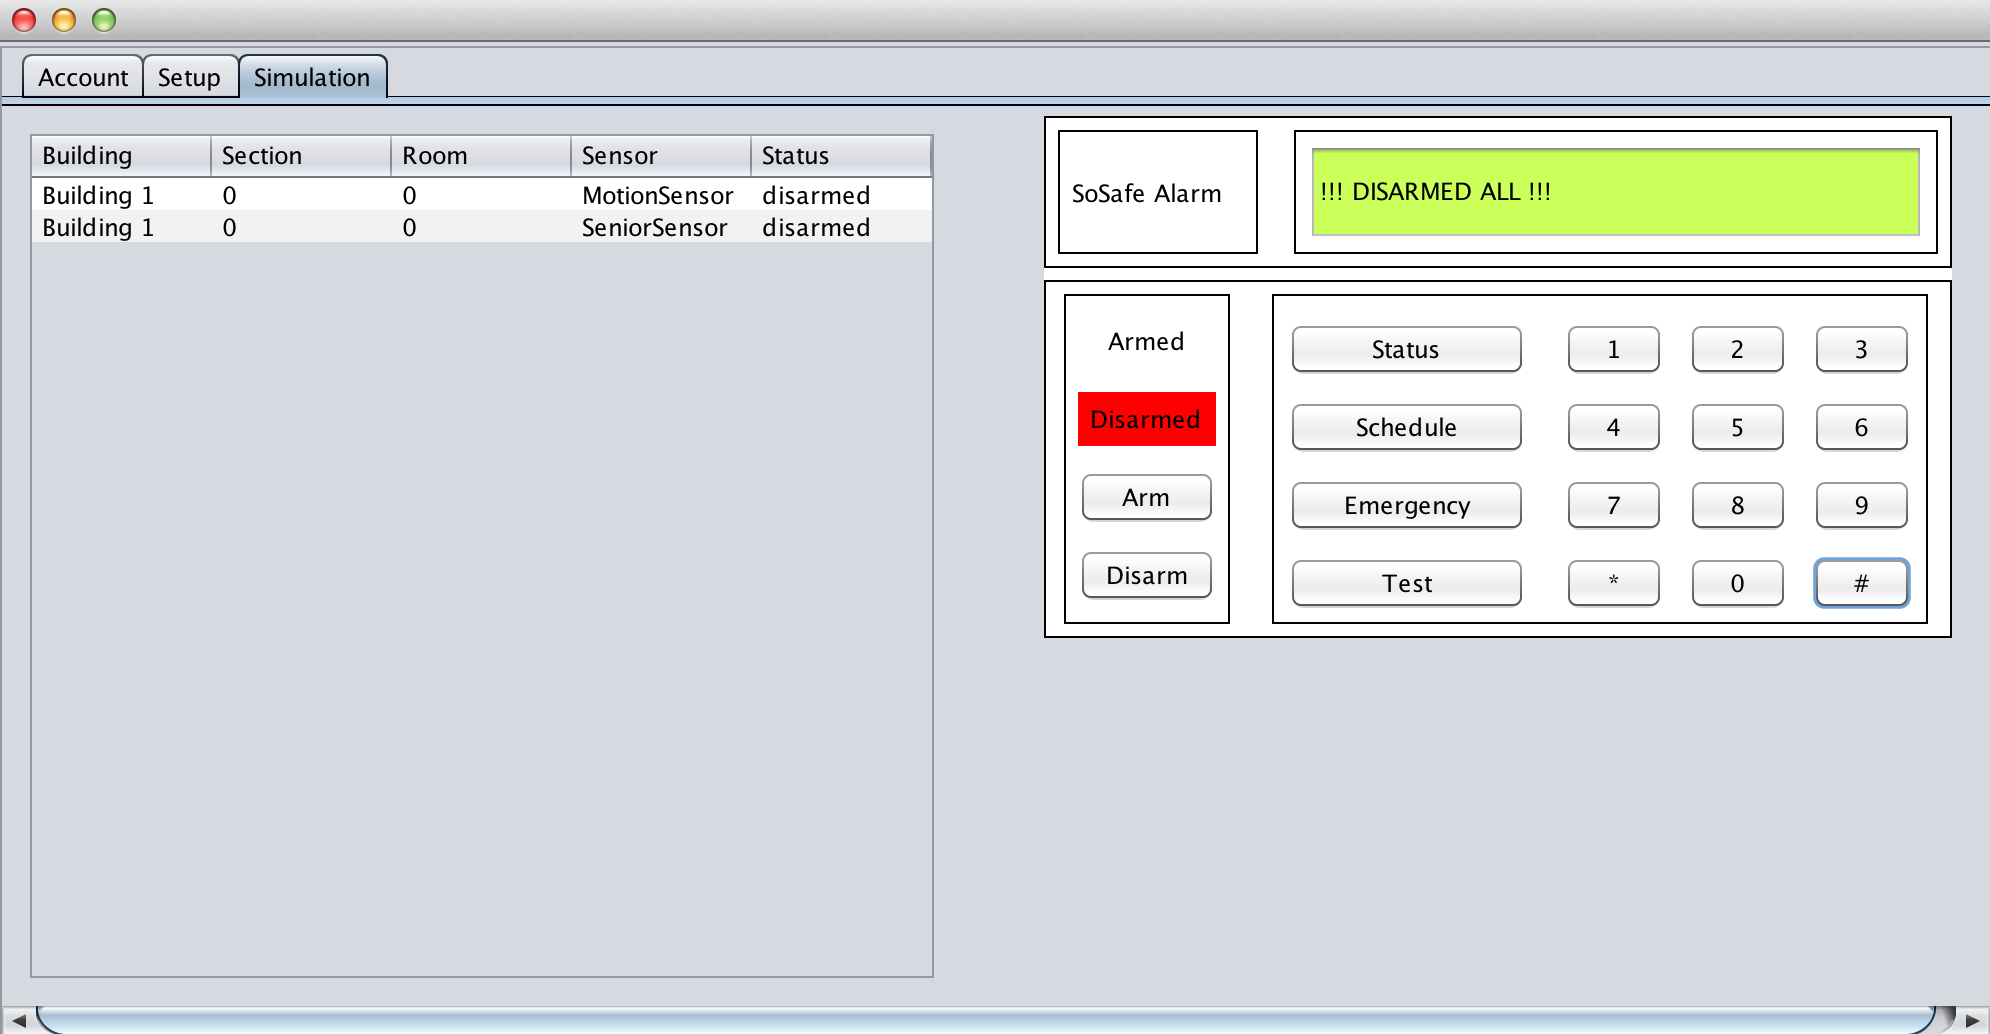 Account Setup Simulation
Building Section Room Sensor Status
Building 1 0 0 MotionSensor disarmed
Building 1 0 0 SeniorSensor disarmed
SoSafe Alarm
!!! DISARMED ALL !!!
Armed
Disarmed
Arm
Disarm
Status 1 2 3
Schedule 4 5 6
Emergency 7 8 9
Test * 0 #